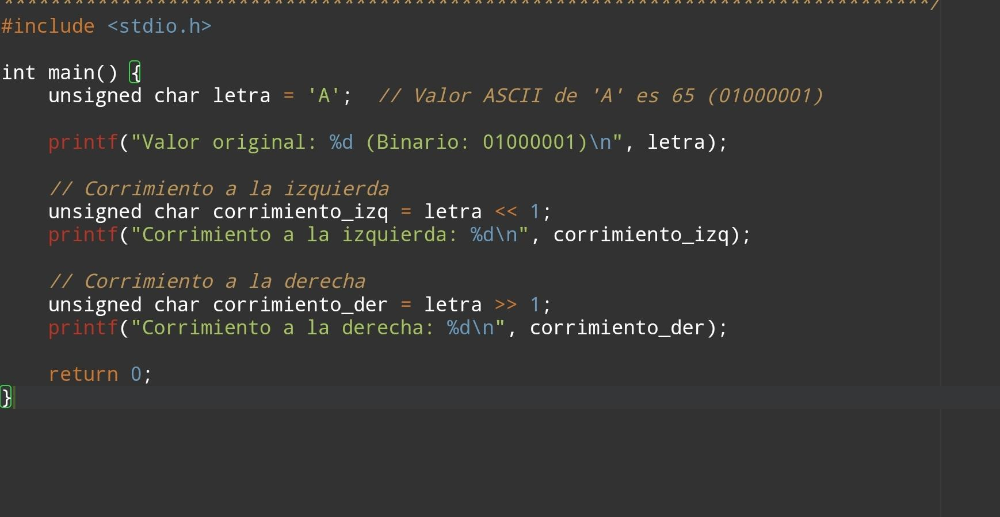 ******************************************************************************/
#include <stdio.h>
int main() {
unsigned char letra = 'A';  // Valor ASCII de 'A' es 65 (01000001)
printf("Valor original: %d (Binario: 01000001)\n", letra);
// Corrimiento a la izquierda
unsigned char corrimiento_izq = letra << 1;
printf("Corrimiento a la izquierda: %d\n", corrimiento_izq);
// Corrimiento a la derecha
unsigned char corrimiento_der = letra >> 1;
printf("Corrimiento a la derecha: %d\n", corrimiento_der);
return 0;
}